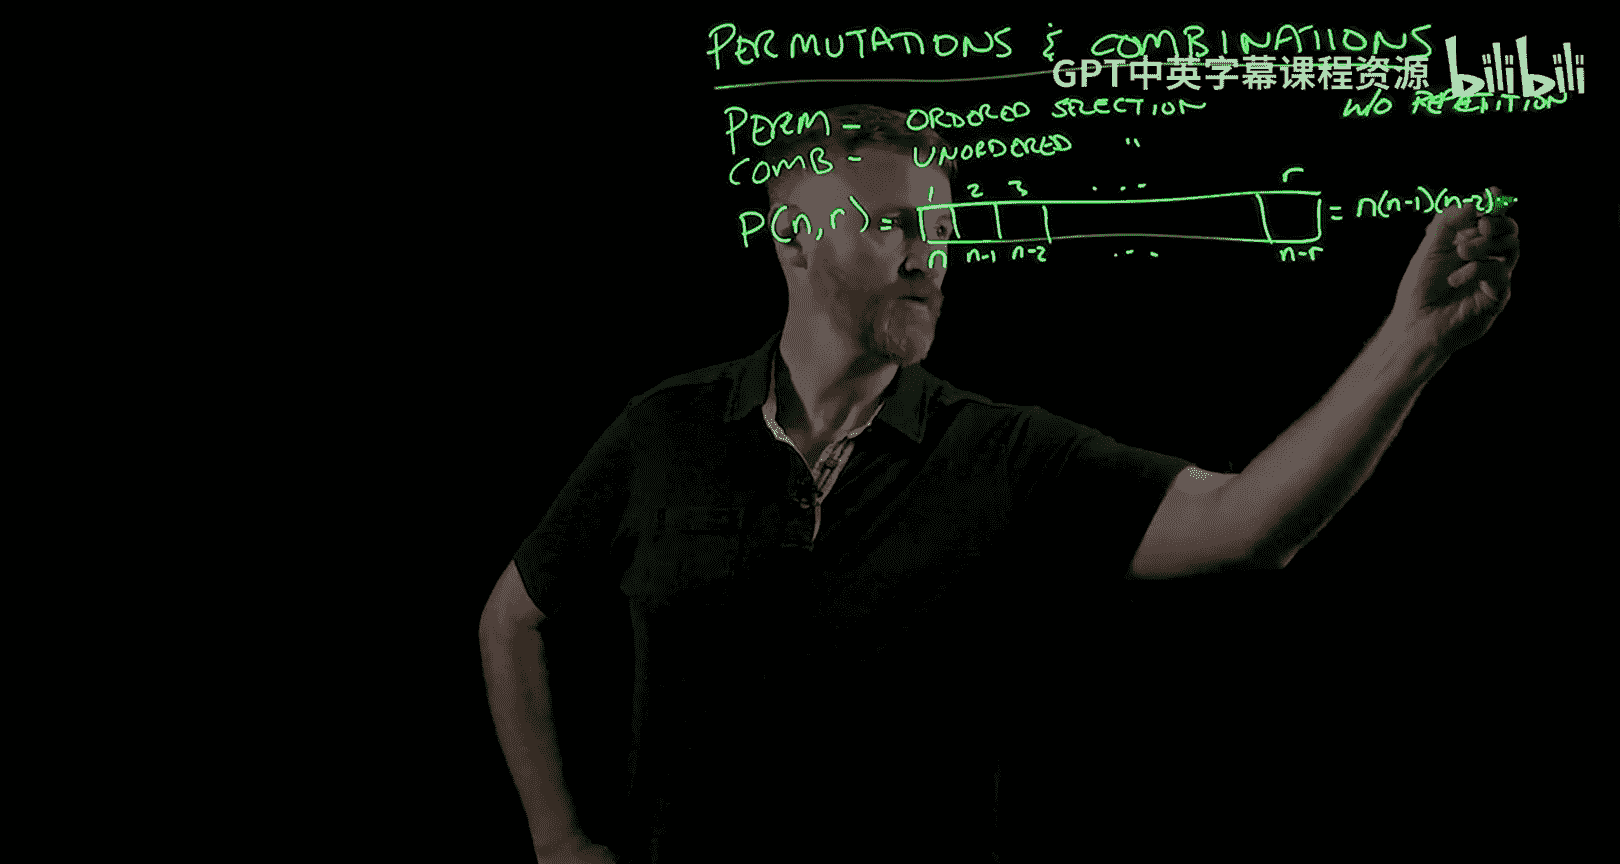 PERMUTATIONS & COMBINATIONS
GPT中英字幕课程资源 bilibili
PERM - ORDERED SELECTION W/O REPETITION
COMB - UNORDERED "
1 2 3 ... r
P(n,r) = = n(n-1)(n-2)...
n n-1 n-2 ... n-r